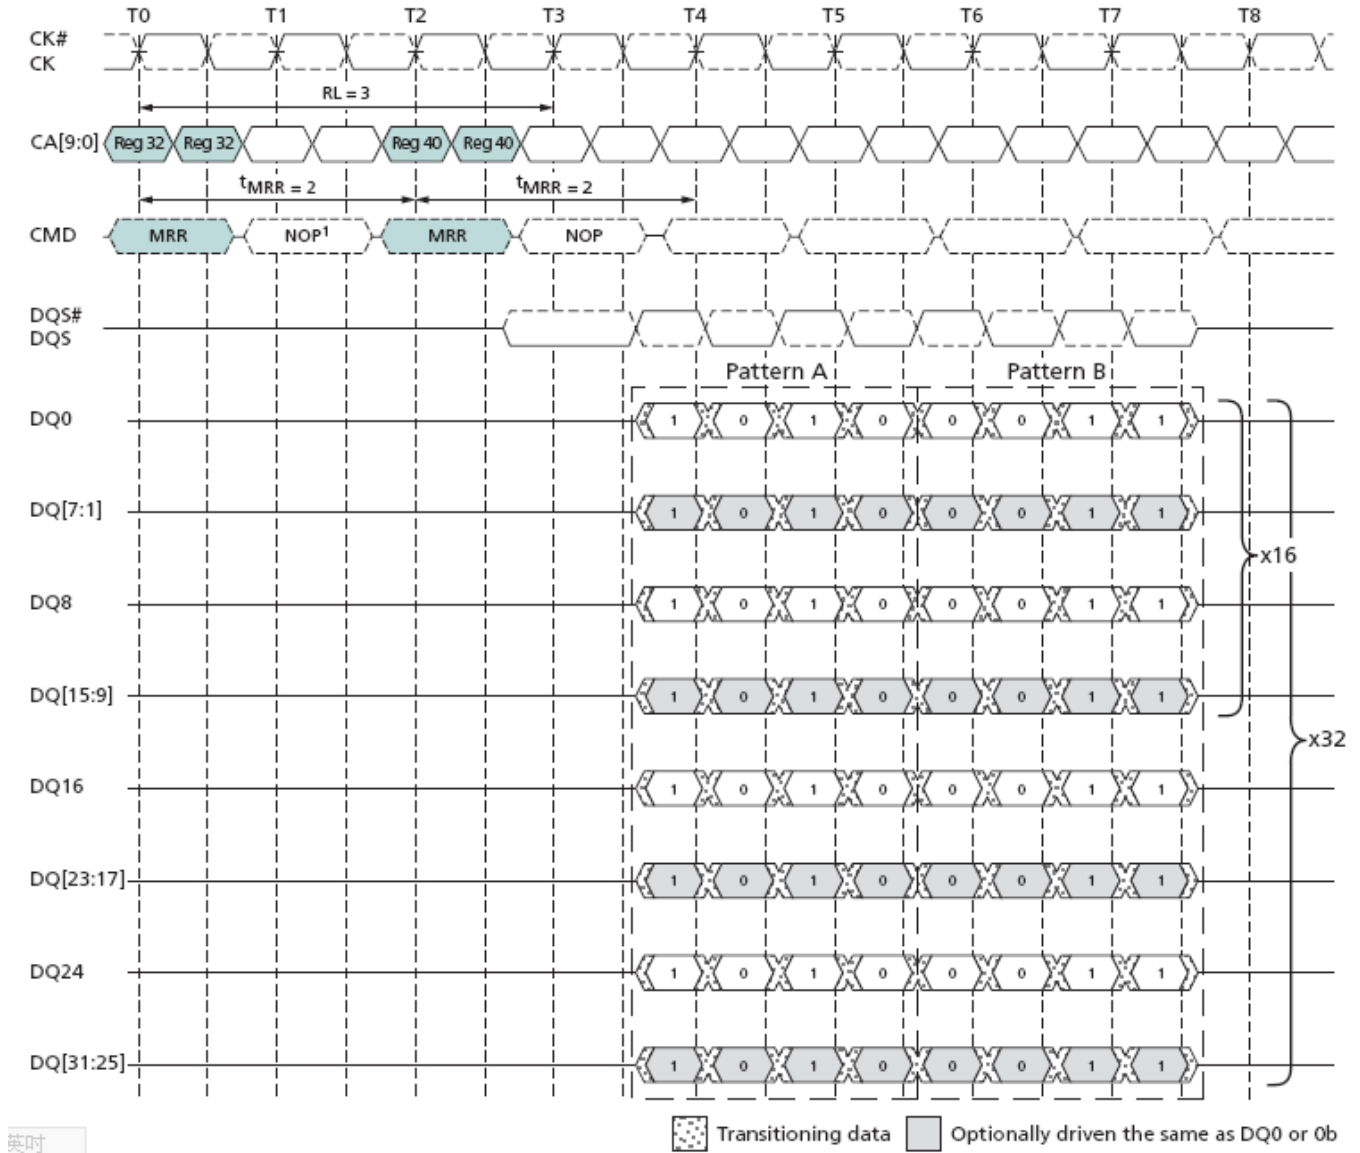 T0 T1 T2 T3 T4 T5 T6 T7 T8
CK#
CK
RL = 3
CA[9:0] Reg 32 Reg 32 Reg 40 Reg 40
tMRR = 2 tMRR = 2
CMD MRR NOP1 MRR NOP
DQS#
DQS
Pattern A Pattern B
DQ0 1 0 1 0 0 0 1 1
DQ[7:1] 1 0 1 0 0 0 1 1
x16
DQ8 1 0 1 0 0 0 1 1
DQ[15:9] 1 0 1 0 0 0 1 1
x32
DQ16 1 0 1 0 0 0 1 1
DQ[23:17] 1 0 1 0 0 0 1 1
DQ24 1 0 1 0 0 0 1 1
DQ[31:25] 1 0 1 0 0 0 1 1
Transitioning data Optionally driven the same as DQ0 or 0b
英吋